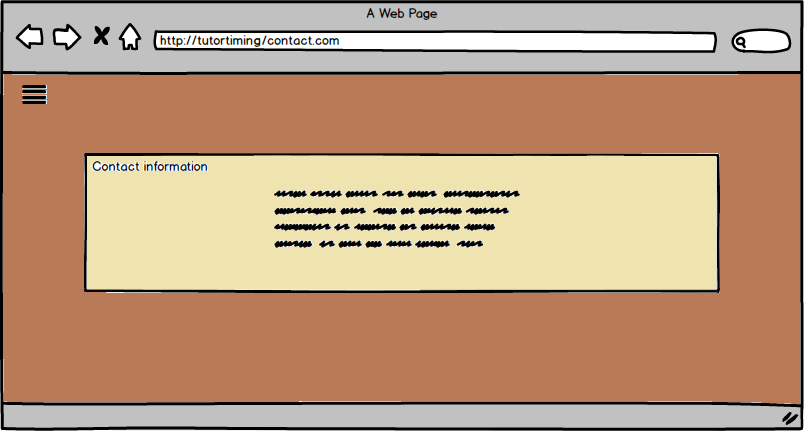 A Web Page
http://tutortiming/contact.com
Contact information